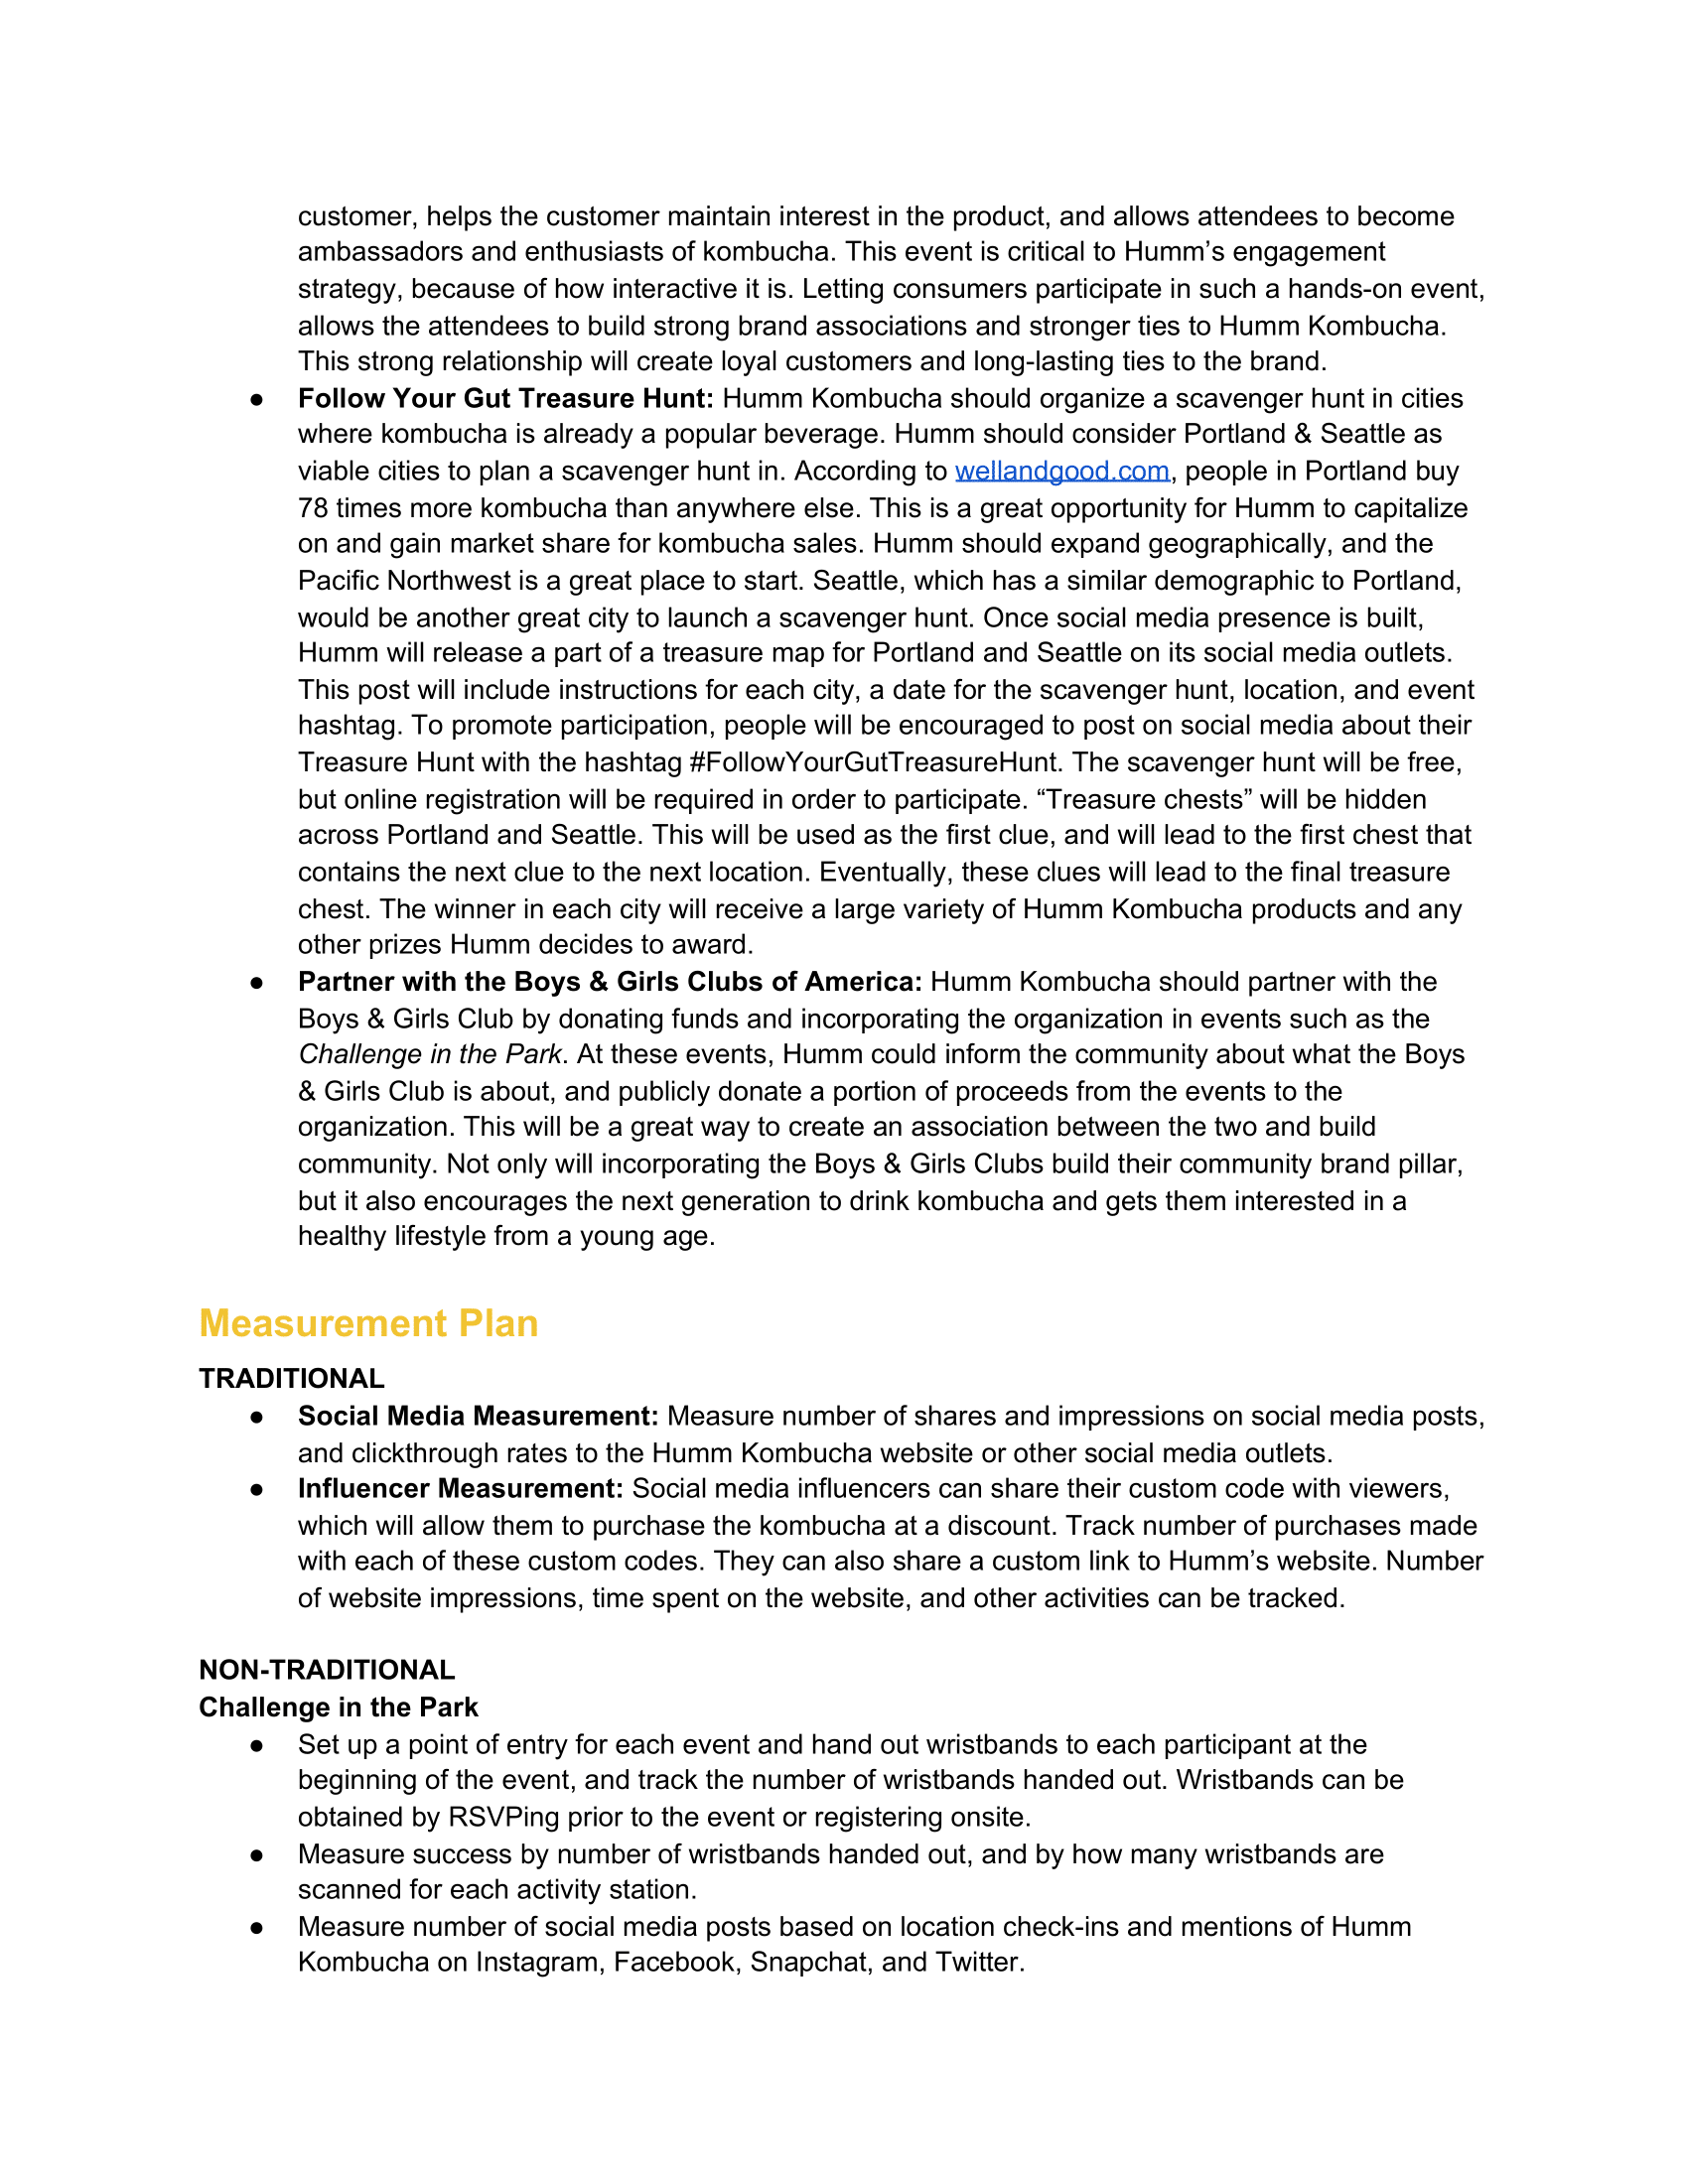 customer, helps the customer maintain interest in the product, and allows attendees to become
ambassadors and enthusiasts of kombucha. This event is critical to Humm’s engagement
strategy, because of how interactive it is. Letting consumers participate in such a hands-on event,
allows the attendees to build strong brand associations and stronger ties to Humm Kombucha.
This strong relationship will create loyal customers and long-lasting ties to the brand.
● Follow Your Gut Treasure Hunt: Humm Kombucha should organize a scavenger hunt in cities
where kombucha is already a popular beverage. Humm should consider Portland & Seattle as
viable cities to plan a scavenger hunt in. According to wellandgood.com, people in Portland buy
78 times more kombucha than anywhere else. This is a great opportunity for Humm to capitalize
on and gain market share for kombucha sales. Humm should expand geographically, and the
Pacific Northwest is a great place to start. Seattle, which has a similar demographic to Portland,
would be another great city to launch a scavenger hunt. Once social media presence is built,
Humm will release a part of a treasure map for Portland and Seattle on its social media outlets.
This post will include instructions for each city, a date for the scavenger hunt, location, and event
hashtag. To promote participation, people will be encouraged to post on social media about their
Treasure Hunt with the hashtag #FollowYourGutTreasureHunt. The scavenger hunt will be free,
but online registration will be required in order to participate. “Treasure chests” will be hidden
across Portland and Seattle. This will be used as the first clue, and will lead to the first chest that
contains the next clue to the next location. Eventually, these clues will lead to the final treasure
chest. The winner in each city will receive a large variety of Humm Kombucha products and any
other prizes Humm decides to award.
● Partner with the Boys & Girls Clubs of America: Humm Kombucha should partner with the
Boys & Girls Club by donating funds and incorporating the organization in events such as the
Challenge in the Park. At these events, Humm could inform the community about what the Boys
& Girls Club is about, and publicly donate a portion of proceeds from the events to the
organization. This will be a great way to create an association between the two and build
community. Not only will incorporating the Boys & Girls Clubs build their community brand pillar,
but it also encourages the next generation to drink kombucha and gets them interested in a
healthy lifestyle from a young age.
Measurement Plan
TRADITIONAL
● Social Media Measurement: Measure number of shares and impressions on social media posts,
and clickthrough rates to the Humm Kombucha website or other social media outlets.
● Influencer Measurement: Social media influencers can share their custom code with viewers,
which will allow them to purchase the kombucha at a discount. Track number of purchases made
with each of these custom codes. They can also share a custom link to Humm’s website. Number
of website impressions, time spent on the website, and other activities can be tracked.
NON-TRADITIONAL
Challenge in the Park
● Set up a point of entry for each event and hand out wristbands to each participant at the
beginning of the event, and track the number of wristbands handed out. Wristbands can be
obtained by RSVPing prior to the event or registering onsite.
● Measure success by number of wristbands handed out, and by how many wristbands are
scanned for each activity station.
● Measure number of social media posts based on location check-ins and mentions of Humm
Kombucha on Instagram, Facebook, Snapchat, and Twitter.